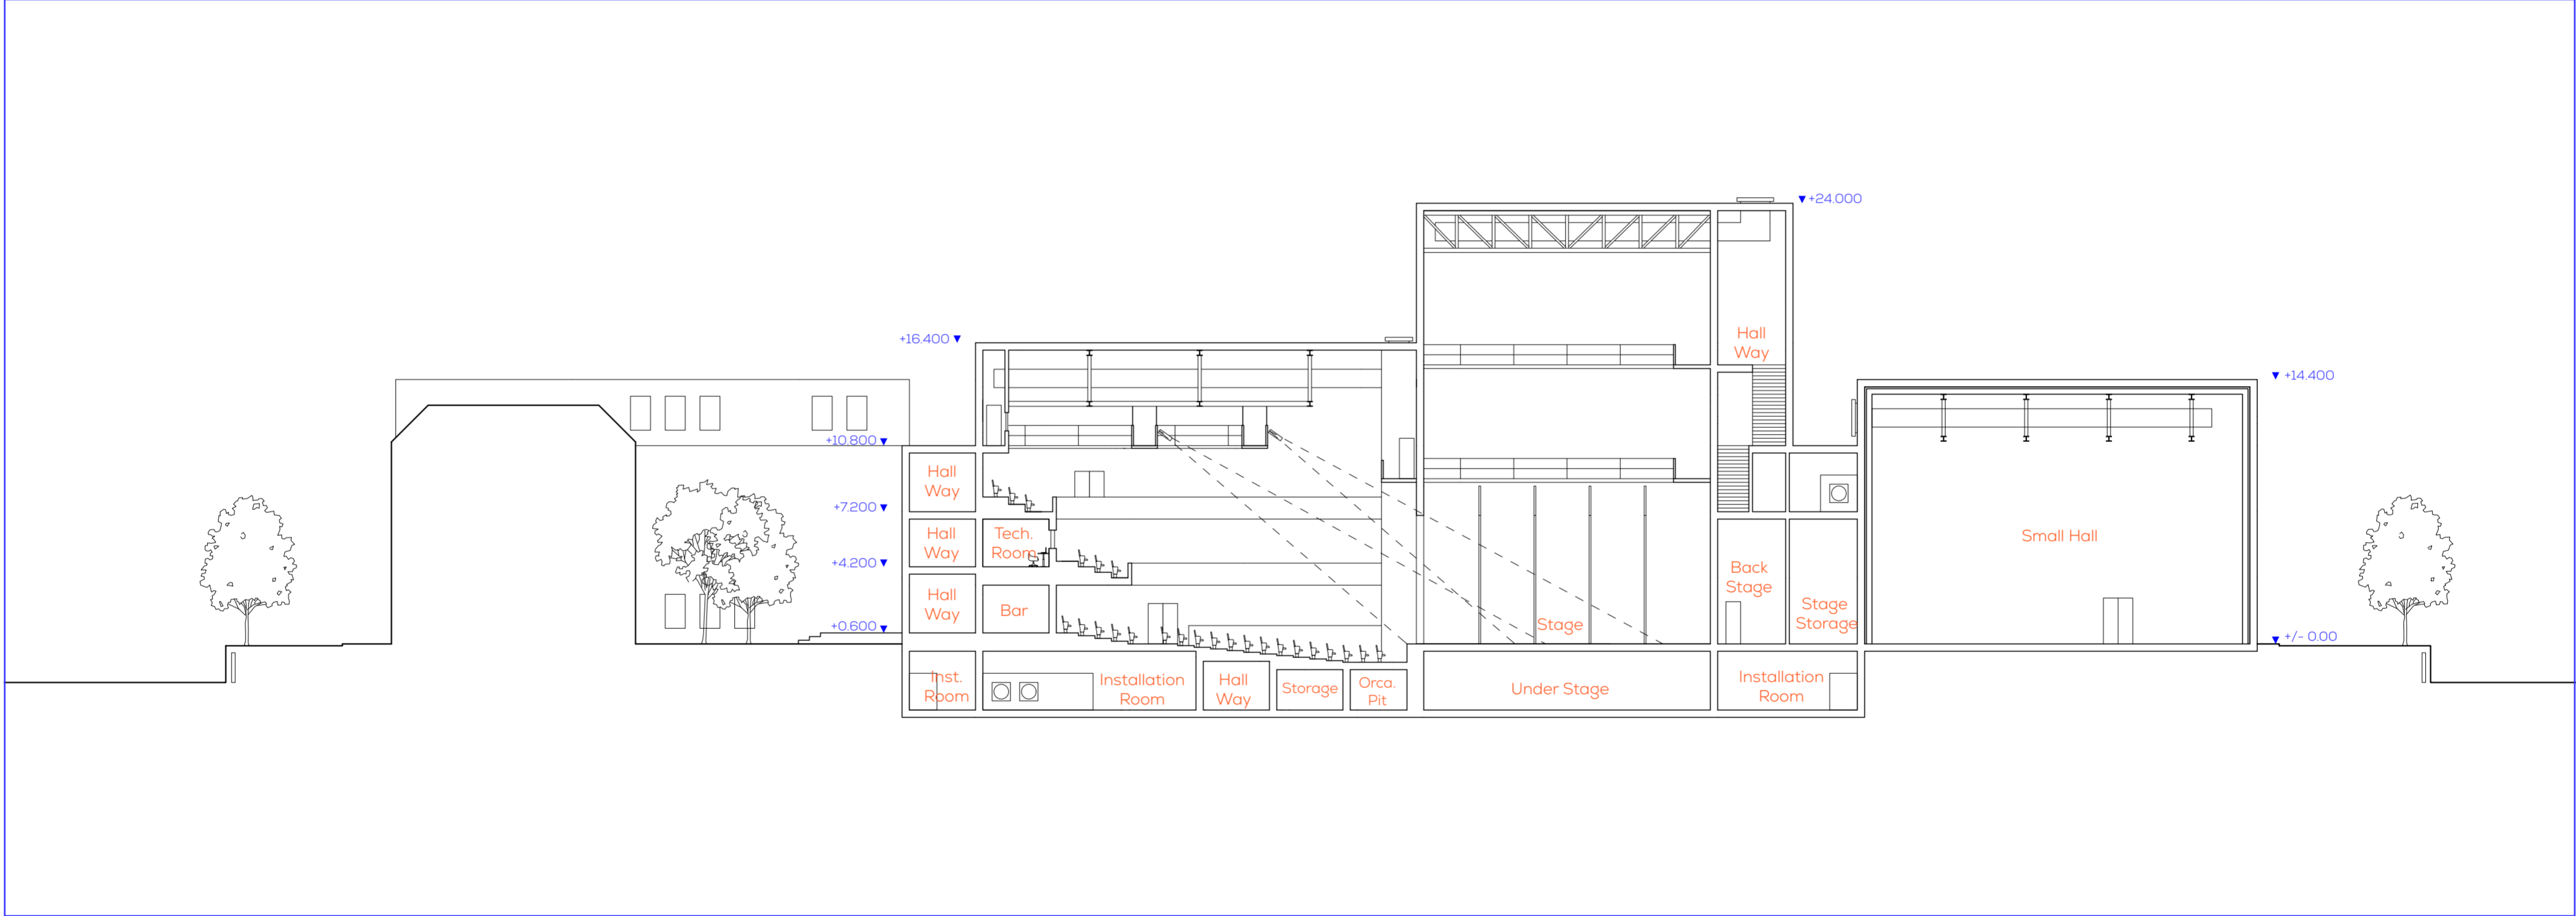 +24.000
+16.400
Hall
Way
+14.400
+10.800
Hall
Way
+7.200
Hall
Way
Tech.
Room
Small Hall
+4.200
Hall
Way
Bar
Back
Stage
Stage
Storage
+0.600
Stage
+/- 0.00
Inst.
Room
Installation
Room
Hall
Way
Storage
Orca.
Pit
Under Stage
Installation
Room